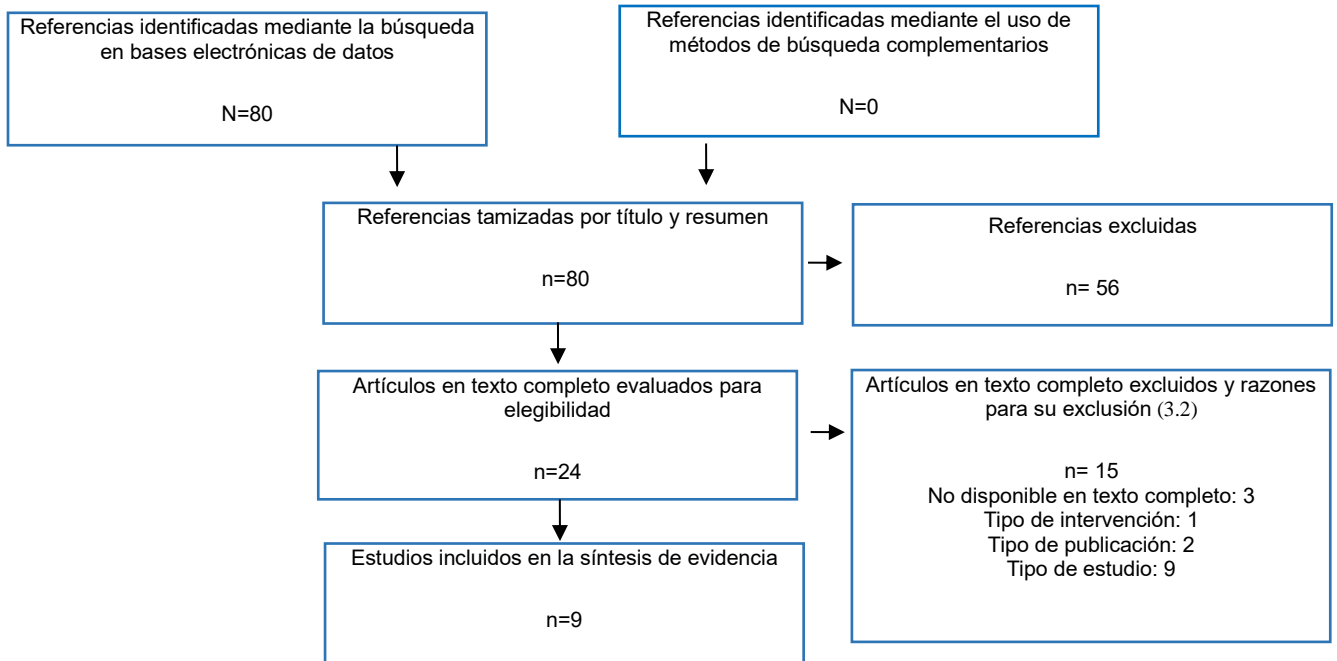 Referencias identificadas mediante la búsqueda
en bases electrónicas de datos
N=80
Referencias identificadas mediante el uso de
métodos de búsqueda complementarios
N=0
Referencias tamizadas por título y resumen
n=80
Referencias excluidas
n= 56
Artículos en texto completo evaluados para
elegibilidad
n=24
Artículos en texto completo excluidos y razones
para su exclusión (3.2)
n= 15
No disponible en texto completo: 3
Tipo de intervención: 1
Tipo de publicación: 2
Tipo de estudio: 9
Estudios incluidos en la síntesis de evidencia
n=9